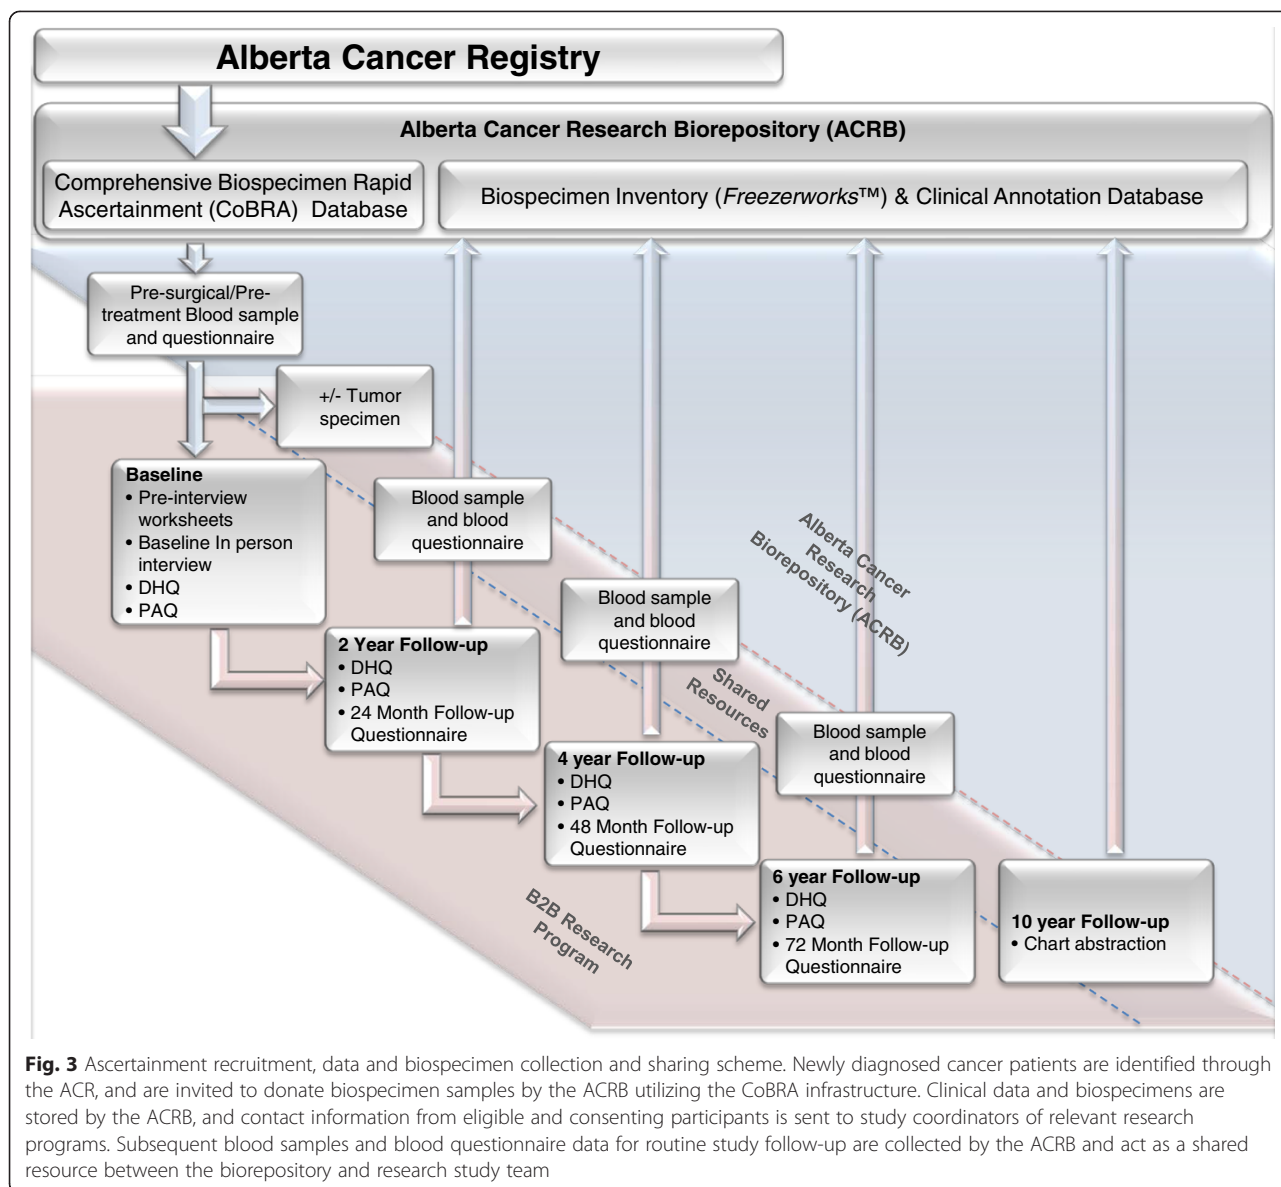 Alberta Cancer Registry
Alberta Cancer Research Biorepository (ACRB)
Comprehensive Biospecimen Rapid
Ascertainment (CoBRA) Database
Biospecimen Inventory (Freezerworks™) & Clinical Annotation Database
Pre-surgical/Pre-
treatment Blood sample
and questionnaire
+/- Tumor
specimen
Baseline
• Pre-interview
worksheets
• Baseline In person
interview
• DHQ
• PAQ
Blood sample
and blood
questionnaire
2 Year Follow-up
• DHQ
• PAQ
• 24 Month Follow-up
Questionnaire
Blood sample
and blood
questionnaire
4 year Follow-up
• DHQ
• PAQ
• 48 Month Follow-up
Questionnaire
Blood sample
and blood
questionnaire
6 year Follow-up
• DHQ
• PAQ
• 72 Month Follow-up
Questionnaire
10 year Follow-up
• Chart abstraction
Alberta Cancer
Research
Biorepository (ACRB)
Shared
Resources
B2B Research
Program
Fig. 3 Ascertainment recruitment, data and biospecimen collection and sharing scheme. Newly diagnosed cancer patients are identified through
the ACR, and are invited to donate biospecimen samples by the ACRB utilizing the CoBRA infrastructure. Clinical data and biospecimens are
stored by the ACRB, and contact information from eligible and consenting participants is sent to study coordinators of relevant research
programs. Subsequent blood samples and blood questionnaire data for routine study follow-up are collected by the ACRB and act as a shared
resource between the biorepository and research study team